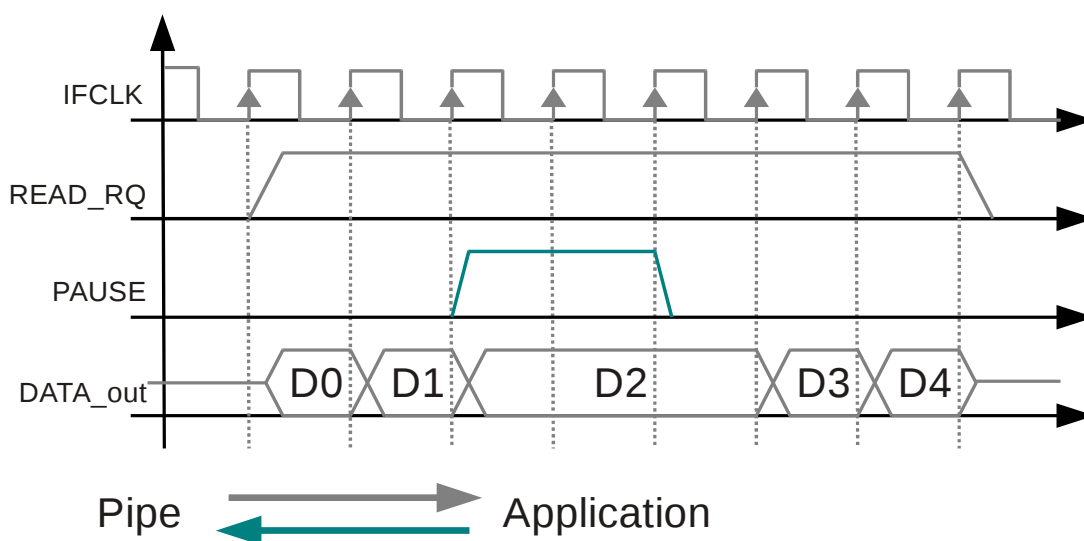 IFCLK
READ_RQ
PAUSE
DATA_out
D0 D1 D2 D3 D4
Pipe Application